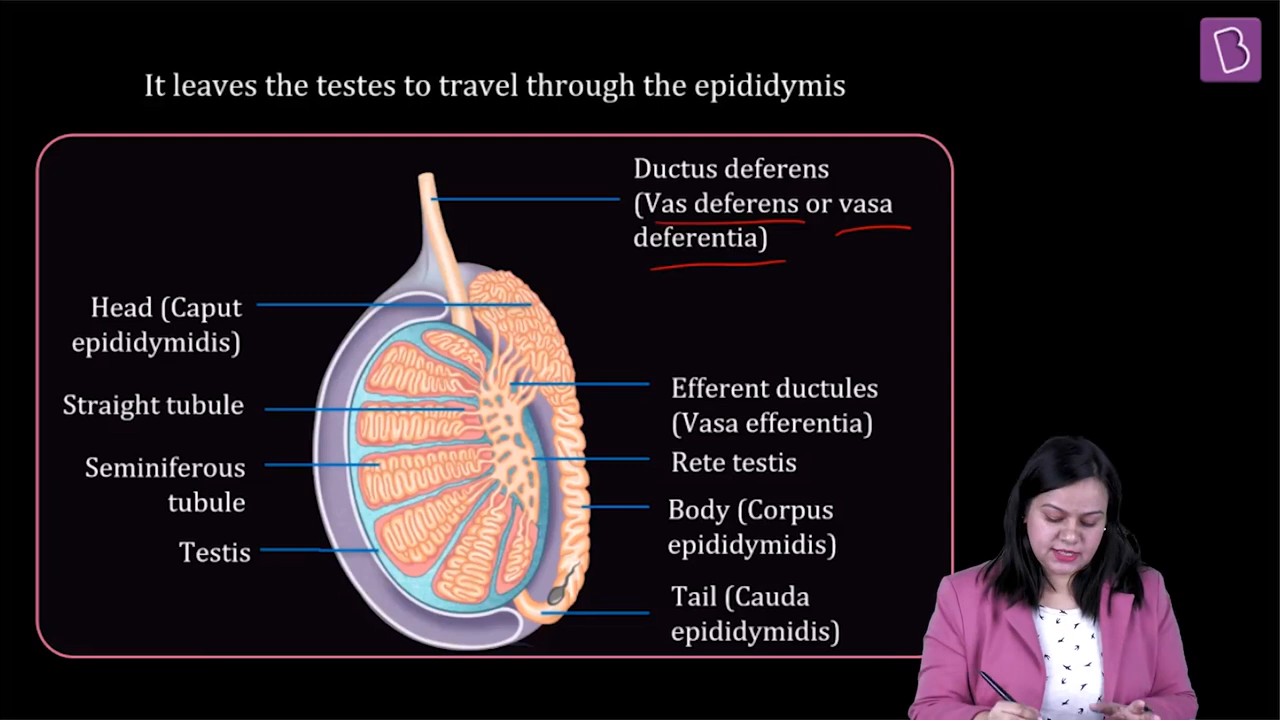 It leaves the testes to travel through the epididymis
Ductus deferens
(Vas deferens or vasa
deferentia)
Head (Caput
epididymidis)
Straight tubule
Seminiferous
tubule
Testis
Efferent ductules
(Vasa efferentia)
Rete testis
Body (Corpus
epididymidis)
Tail (Cauda
epididymidis)
B